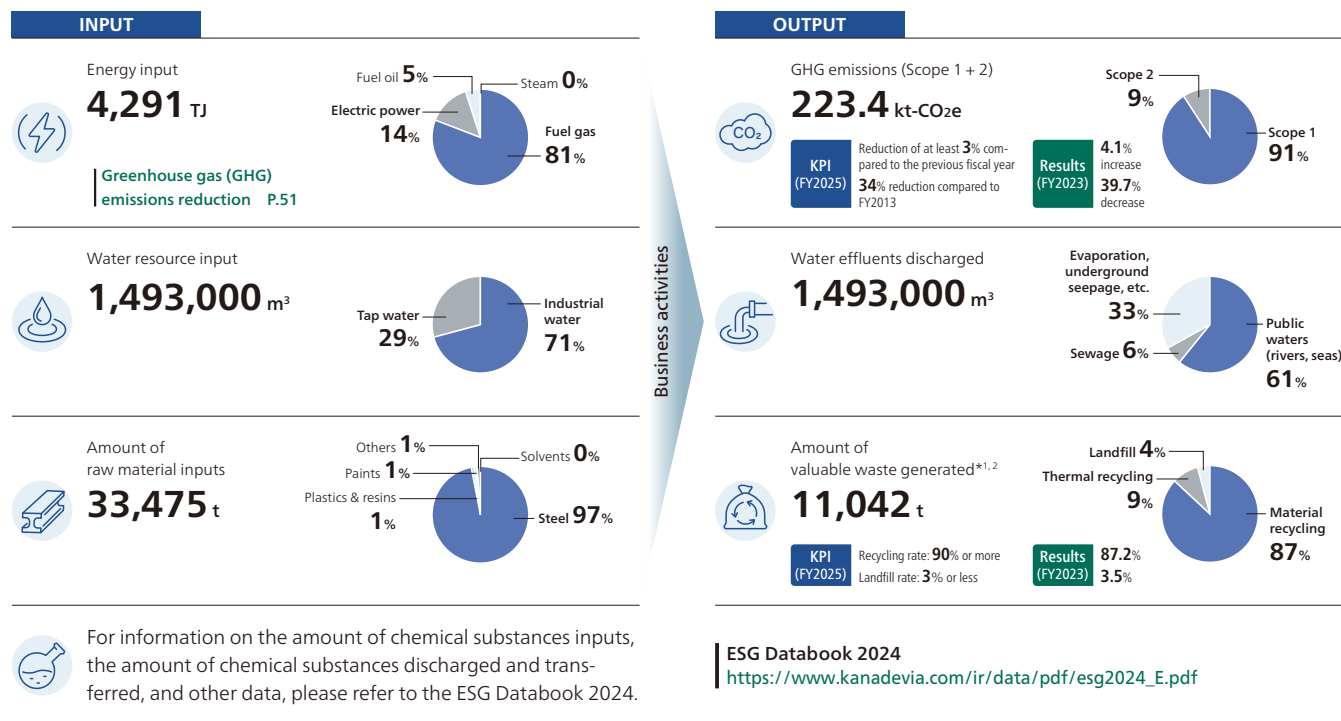 INPUT
Energy input
4,291 TJ
Greenhouse gas (GHG)
emissions reduction P.51
Fuel oil 5%
Steam 0%
Electric power
14%
Fuel gas
81%
Water resource input
1,493,000 m³
Tap water
29%
Industrial
water
71%
Amount of
raw material inputs
33,475 t
Others 1%
Solvents 0%
Paints 1%
Plastics & resins
1%
Steel 97%
For information on the amount of chemical substances inputs,
the amount of chemical substances discharged and trans-
ferred, and other data, please refer to the ESG Databook 2024.
Business activities
OUTPUT
CO2
GHG emissions (Scope 1 + 2)
223.4 kt-CO2e
KPI
(FY2025)
Reduction of at least 3% com-
pared to the previous fiscal year
34% reduction compared to
FY2013
Results
(FY2023)
4.1%
increase
39.7%
decrease
Scope 2
9%
Scope 1
91%
Water effluents discharged
1,493,000 m³
Evaporation,
underground
seepage, etc.
33%
Sewage 6%
Public
waters
(rivers, seas)
61%
Amount of
valuable waste generated*1, 2
11,042 t
KPI
(FY2025)
Recycling rate: 90% or more
Landfill rate: 3% or less
Results
(FY2023)
87.2%
3.5%
Landfill 4%
Thermal recycling
9%
Material
recycling
87%
ESG Databook 2024
https://www.kanadevia.com/ir/data/pdf/esg2024_E.pdf